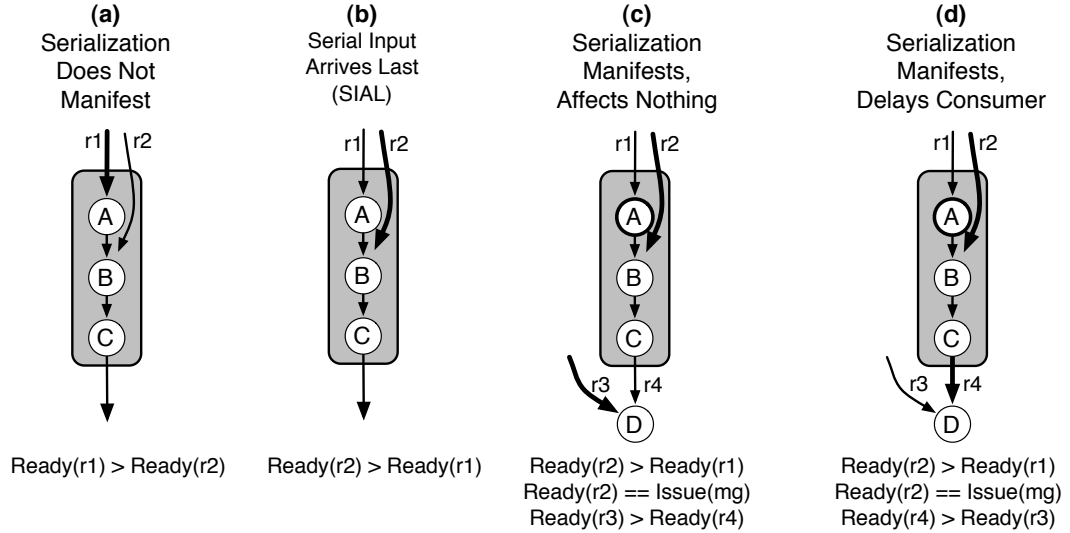 (a)
Serialization
Does Not
Manifest
r1
r2
A
B
C
Ready(r1) > Ready(r2)
(b)
Serial Input
Arrives Last
(SIAL)
r1
r2
A
B
C
Ready(r2) > Ready(r1)
(c)
Serialization
Manifests,
Affects Nothing
r1
r2
A
B
C
r3
r4
D
Ready(r2) > Ready(r1)
Ready(r2) == Issue(mg)
Ready(r3) > Ready(r4)
(d)
Serialization
Manifests,
Delays Consumer
r1
r2
A
B
C
r3
r4
D
Ready(r2) > Ready(r1)
Ready(r2) == Issue(mg)
Ready(r4) > Ready(r3)